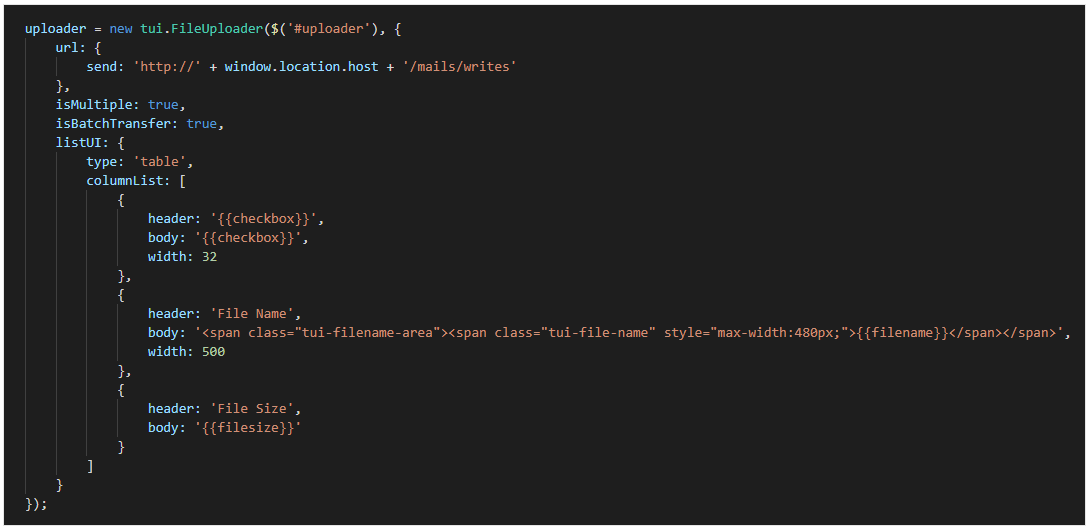 uploader = new tui.FileUploader($('#uploader'), {
    url: {
        send: 'http://' + window.location.host + '/mails/writes'
    },
    isMultiple: true,
    isBatchTransfer: true,
    listUI: {
        type: 'table',
        columnList: [
            {
                header: '{{checkbox}}',
                body: '{{checkbox}}',
                width: 32
            },
            {
                header: 'File Name',
                body: '<span class="tui-filename-area"><span class="tui-file-name" style="max-width:480px;">{{filename}}</span></span>',
                width: 500
            },
            {
                header: 'File Size',
                body: '{{filesize}}'
            }
        ]
    }
});